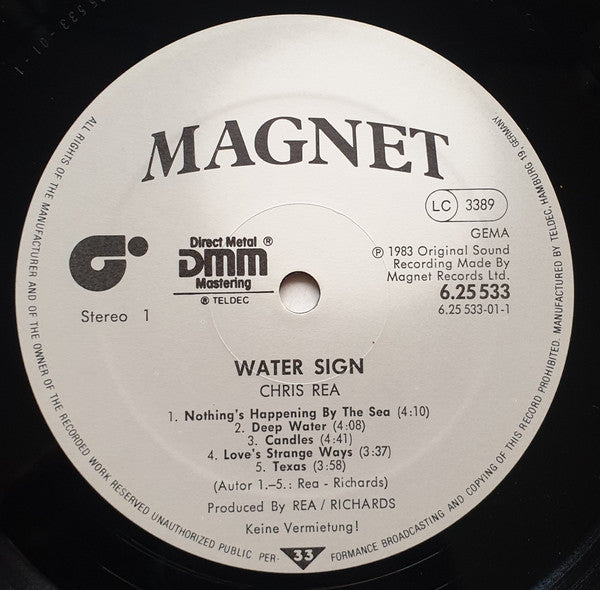 MAGNET
LC 3389
GEMA
℗ 1983 Original Sound
Recording Made By
Magnet Records Ltd.
6.25 533
6.25 533-01-1
Direct Metal ®
DMM
Mastering
® TELDEC
Stereo 1
WATER SIGN
CHRIS REA
1. Nothing's Happening By The Sea (4:10)
2. Deep Water (4:08)
3. Candles (4:41)
4. Love's Strange Ways (3:37)
5. Texas (3:58)
(Autor 1.–5.: Rea - Richards)
Produced By REA / RICHARDS
Keine Vermietung!
33
ALL RIGHTS OF THE MANUFACTURER AND OF THE OWNER OF THE RECORDED WORK RESERVED UNAUTHORIZED PUBLIC PER- FORMANCE BROADCASTING AND COPYING OF THIS RECORD PROHIBITED. MANUFACTURED BY TELDEC, HAMBURG 19, GERMANY